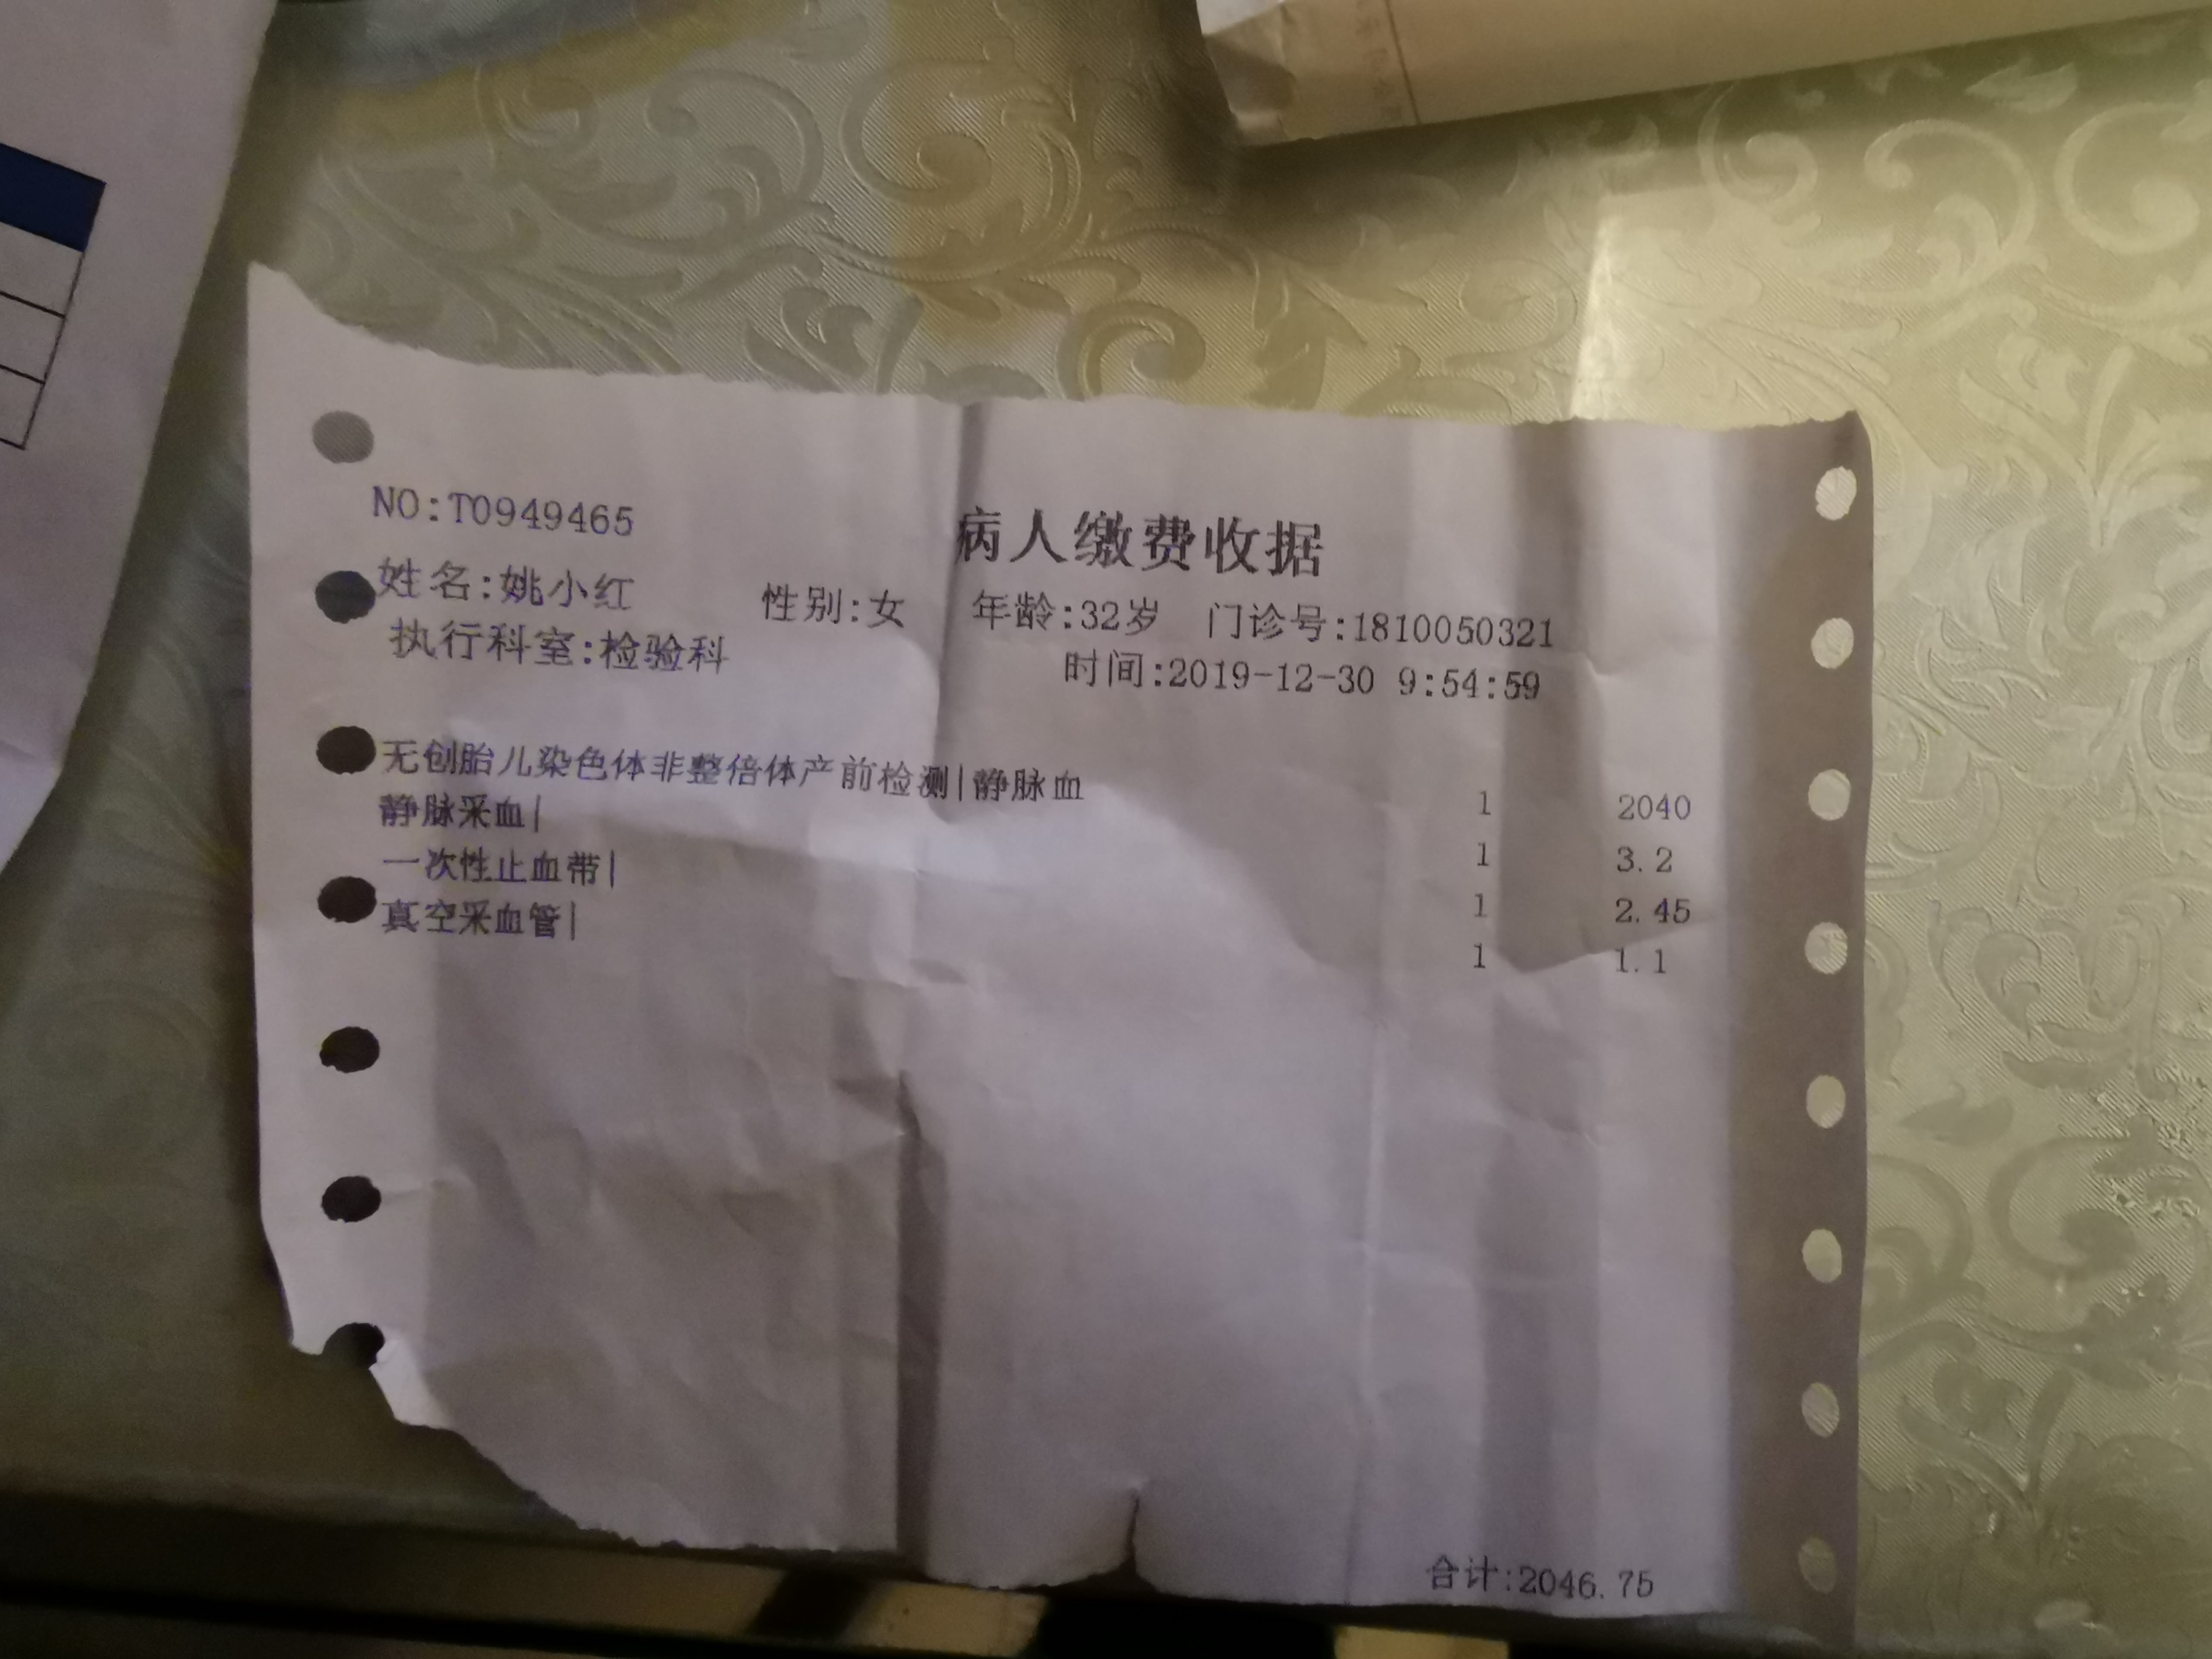 NO:T0949465
病人缴费收据
姓名:姚小红 性别:女 年龄:32岁 门诊号:1810050321
执行科室:检验科 时间:2019-12-30 9:54:59
无创胎儿染色体非整倍体产前检测|静脉血 1 2040
静脉采血| 1 3.2
一次性止血带| 1 2.45
真空采血管| 1 1.1
合计:2046.75